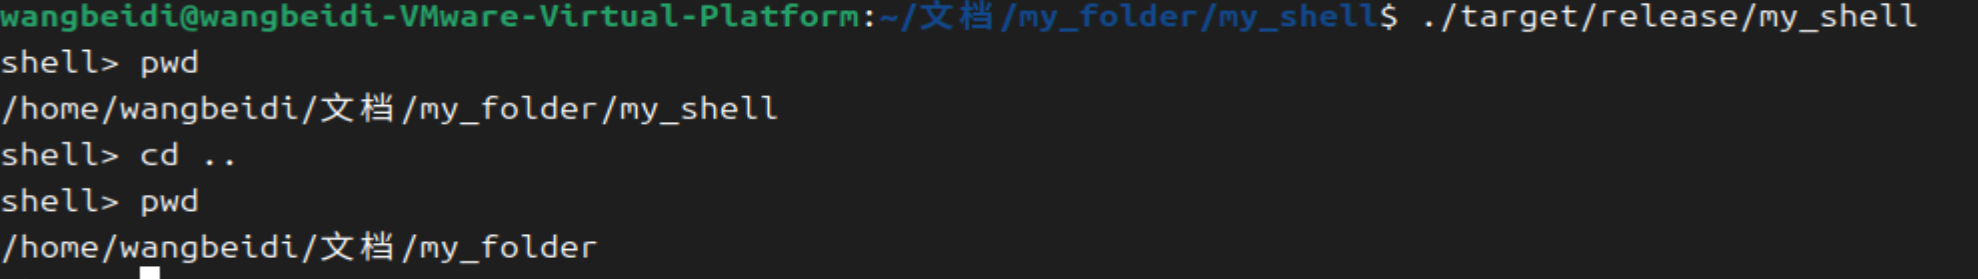 wangbeidi@wangbeidi-VMware-Virtual-Platform:~/文档/my_folder/my_shell$ ./target/release/my_shell
shell> pwd
/home/wangbeidi/文档/my_folder/my_shell
shell> cd ..
shell> pwd
/home/wangbeidi/文档/my_folder